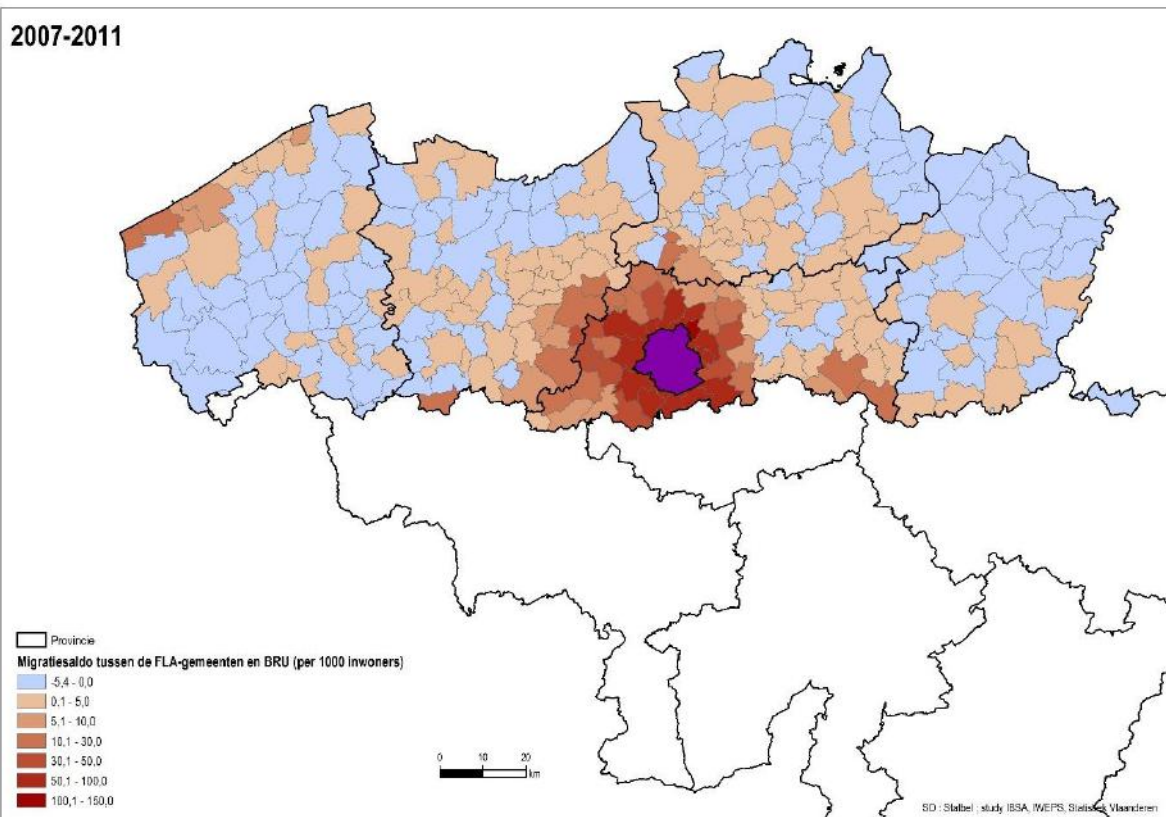 2007-2011
Provincie
Migratiesaldo tussen de FLA-gemeenten en BRU (per 1000 inwoners)
-5,4 - 0,0
0,1 - 5,0
5,1 - 10,0
10,1 - 30,0
30,1 - 50,0
50,1 - 100,0
100,1 - 150,0
0 10 20
km
SD : Statbel ; study IBSA, IWEPS, Statistiek Vlaanderen